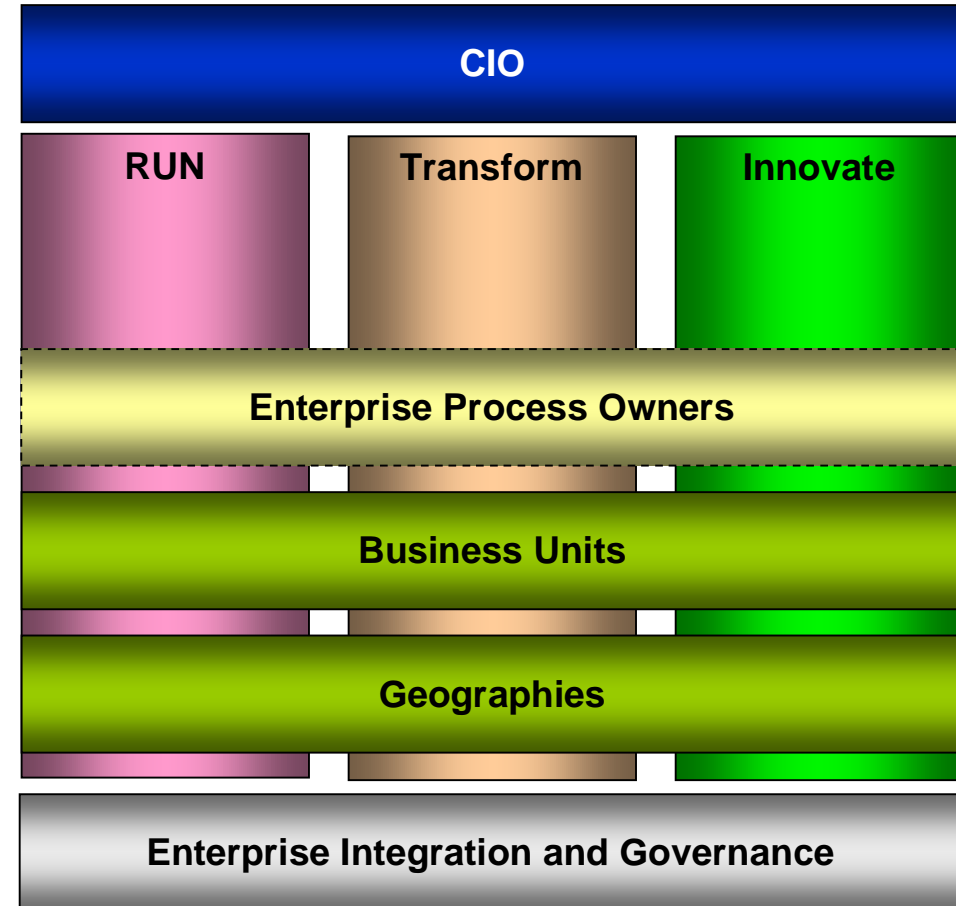 CIO
RUN
Transform
Innovate
Enterprise Process Owners
Business Units
Geographies
Enterprise Integration and Governance